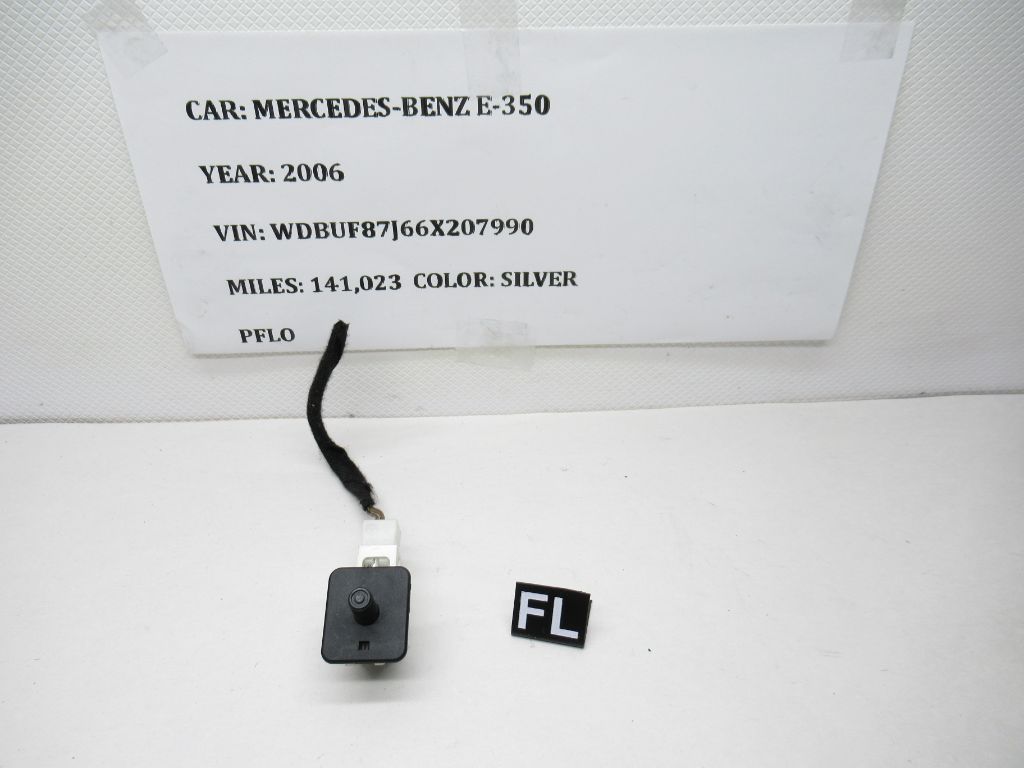 CAR: MERCEDES-BENZ E-350
YEAR: 2006
VIN: WDBUF87J66X207990
MILES: 141,023 COLOR: SILVER
PFLO
FL